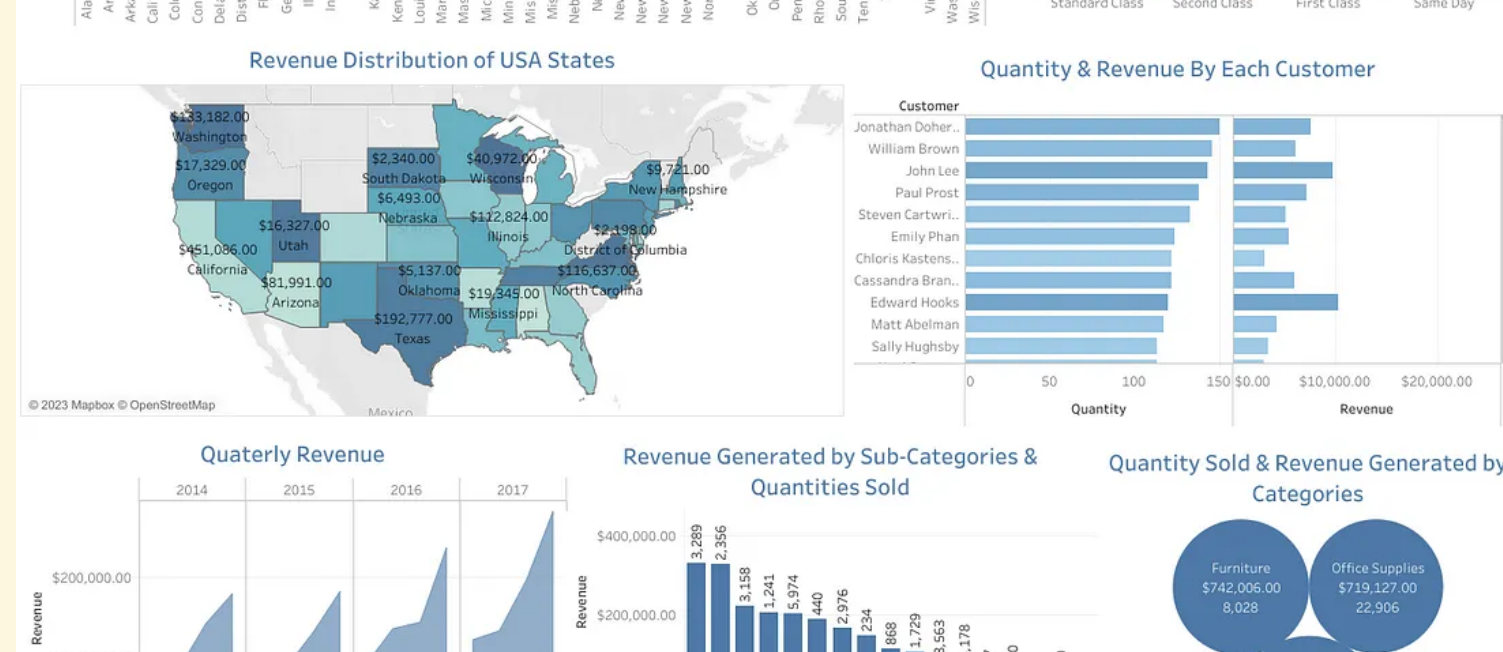 Standard Class
Second Class
First Class
Same Day
Revenue Distribution of USA States
$133,182.00
Washington
$17,329.00
Oregon
$2,340.00
South Dakota
$40,972.00
Wisconsin
$9,721.00
New Hampshire
$6,493.00
Nebraska
$16,327.00
Utah
$112,824.00
Illinois
$2,198.00
District of Columbia
$451,086.00
California
$81,991.00
Arizona
$5,137.00
Oklahoma
$116,637.00
North Carolina
$19,345.00
Mississippi
$192,777.00
Texas
Mexico
© 2023 Mapbox © OpenStreetMap
Quantity & Revenue By Each Customer
Customer
Jonathan Doher..
William Brown
John Lee
Paul Prost
Steven Cartwri..
Emily Phan
Chloris Kastens..
Cassandra Bran..
Edward Hooks
Matt Abelman
Sally Hughsby
0 50 100 150
$0.00 $10,000.00 $20,000.00
Quantity
Revenue
Quaterly Revenue
2014 2015 2016 2017
$200,000.00
Revenue
Revenue Generated by Sub-Categories &
Quantities Sold
$400,000.00
$200,000.00
Revenue
3,289
2,356
3,158
1,241
5,974
440
2,976
234
868
1,729
Quantity Sold & Revenue Generated by
Categories
Furniture
$742,006.00
8,028
Office Supplies
$719,127.00
22,906